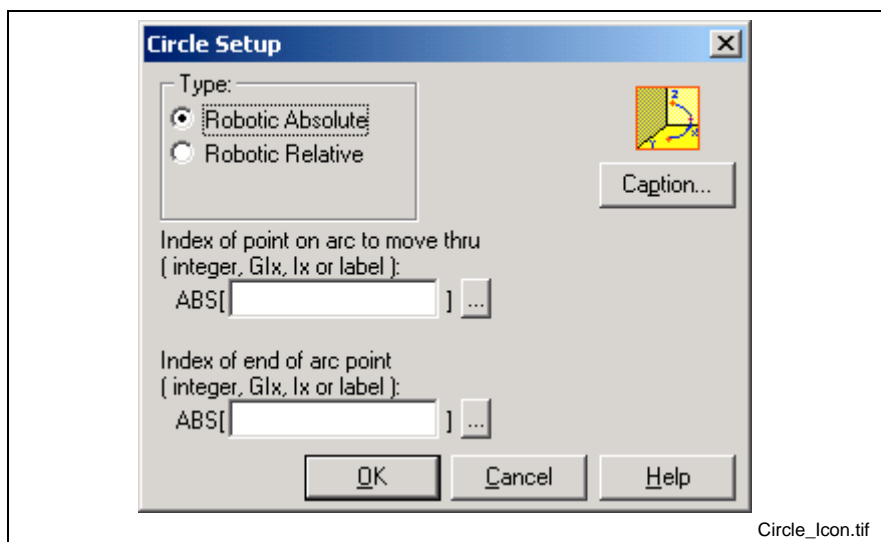 Circle Setup
Type:
Robotic Absolute
Robotic Relative
Z
X
Y
Caption...
Index of point on arc to move thru
( integer, GIx, Ix or label ):
ABS[ ] ...
Index of end of arc point
( integer, GIx, Ix or label ):
ABS[ ] ...
OK
Cancel
Help
Circle_Icon.tif